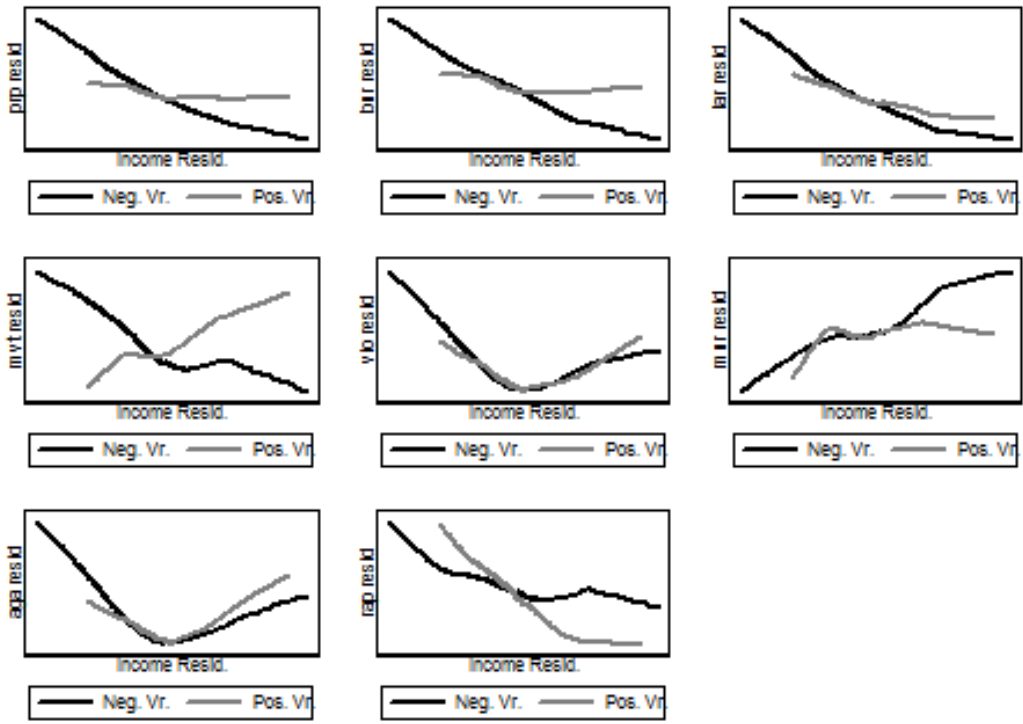 prp resid
bur resid
lar resid
Income Resid.
Income Resid.
Income Resid.
Neg. Vr. Pos. Vr.
Neg. Vr. Pos. Vr.
Neg. Vr. Pos. Vr.
mvt resid
vio resid
mur resid
Income Resid.
Income Resid.
Income Resid.
Neg. Vr. Pos. Vr.
Neg. Vr. Pos. Vr.
Neg. Vr. Pos. Vr.
aga resid
rap resid
Income Resid.
Income Resid.
Neg. Vr. Pos. Vr.
Neg. Vr. Pos. Vr.